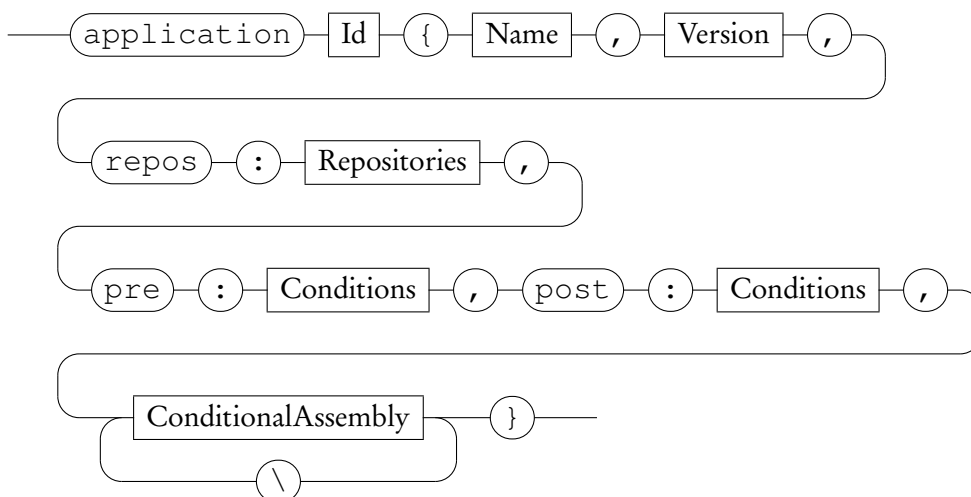 application Id { Name , Version ,
repos : Repositories ,
pre : Conditions , post : Conditions ,
ConditionalAssembly }
\